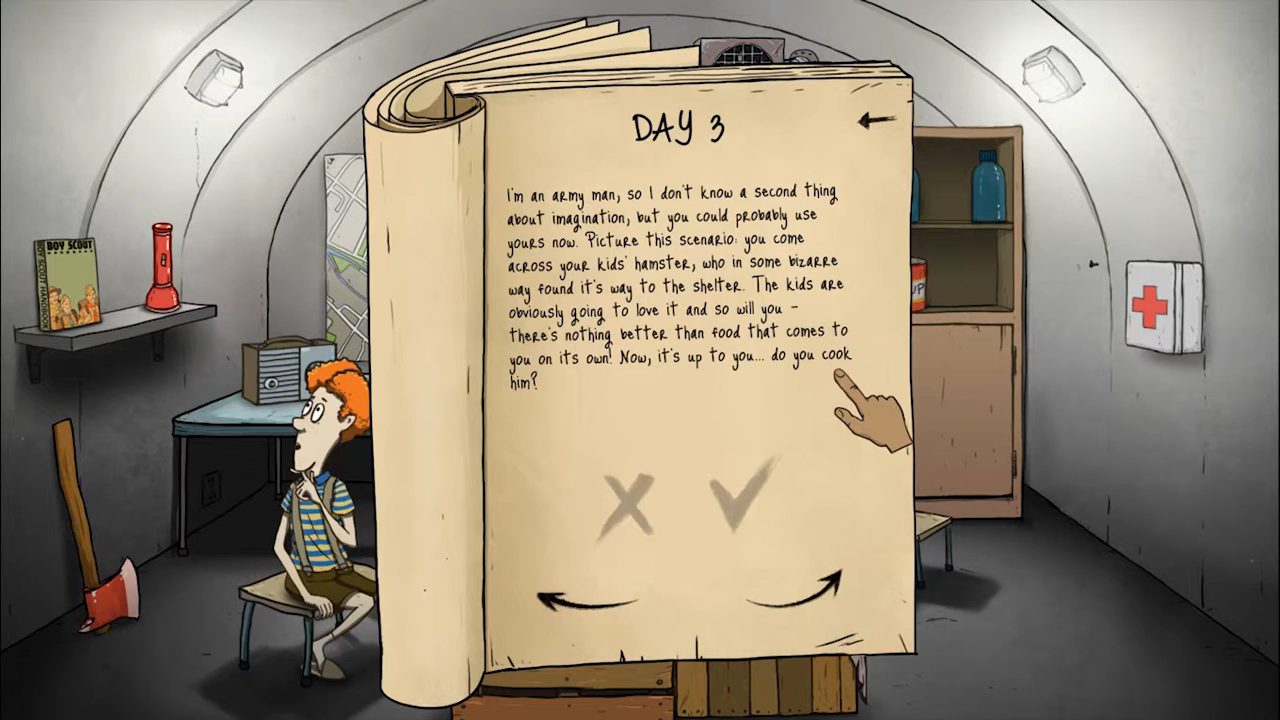 DAY 3
I'm an army man, so I don't know a second thing
about imagination, but you could probably use
yours now. Picture this scenario: you come
across your kids' hamster, who in some bizarre
way found it's way to the shelter. The kids are
obviously going to love it and so will you –
there's nothing better than food that comes to
you on its own! Now, it's up to you... do you cook
him?
BOY SCOUT
BOY SCOUT HANDBOOK
UP